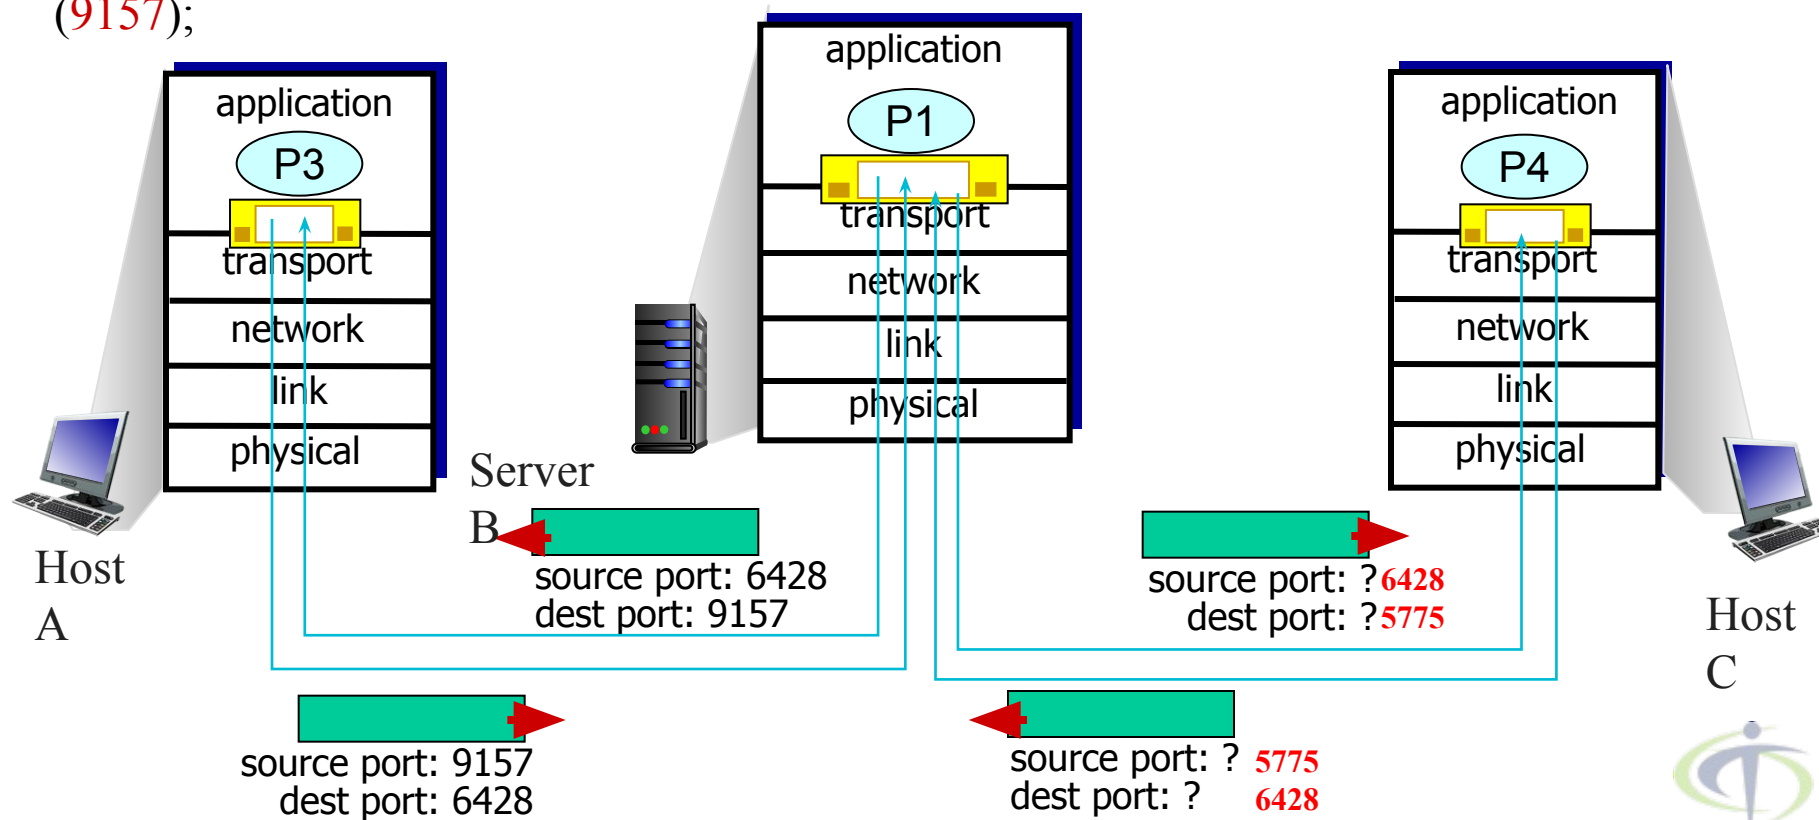 (9157);
application
P3
transport
network
link
physical
Host
A
application
P1
transport
network
link
physical
Server
B
application
P4
transport
network
link
physical
Host
C
source port: 6428
dest port: 9157
source port: ? 6428
dest port: ? 5775
source port: 9157
dest port: 6428
source port: ? 5775
dest port: ? 6428